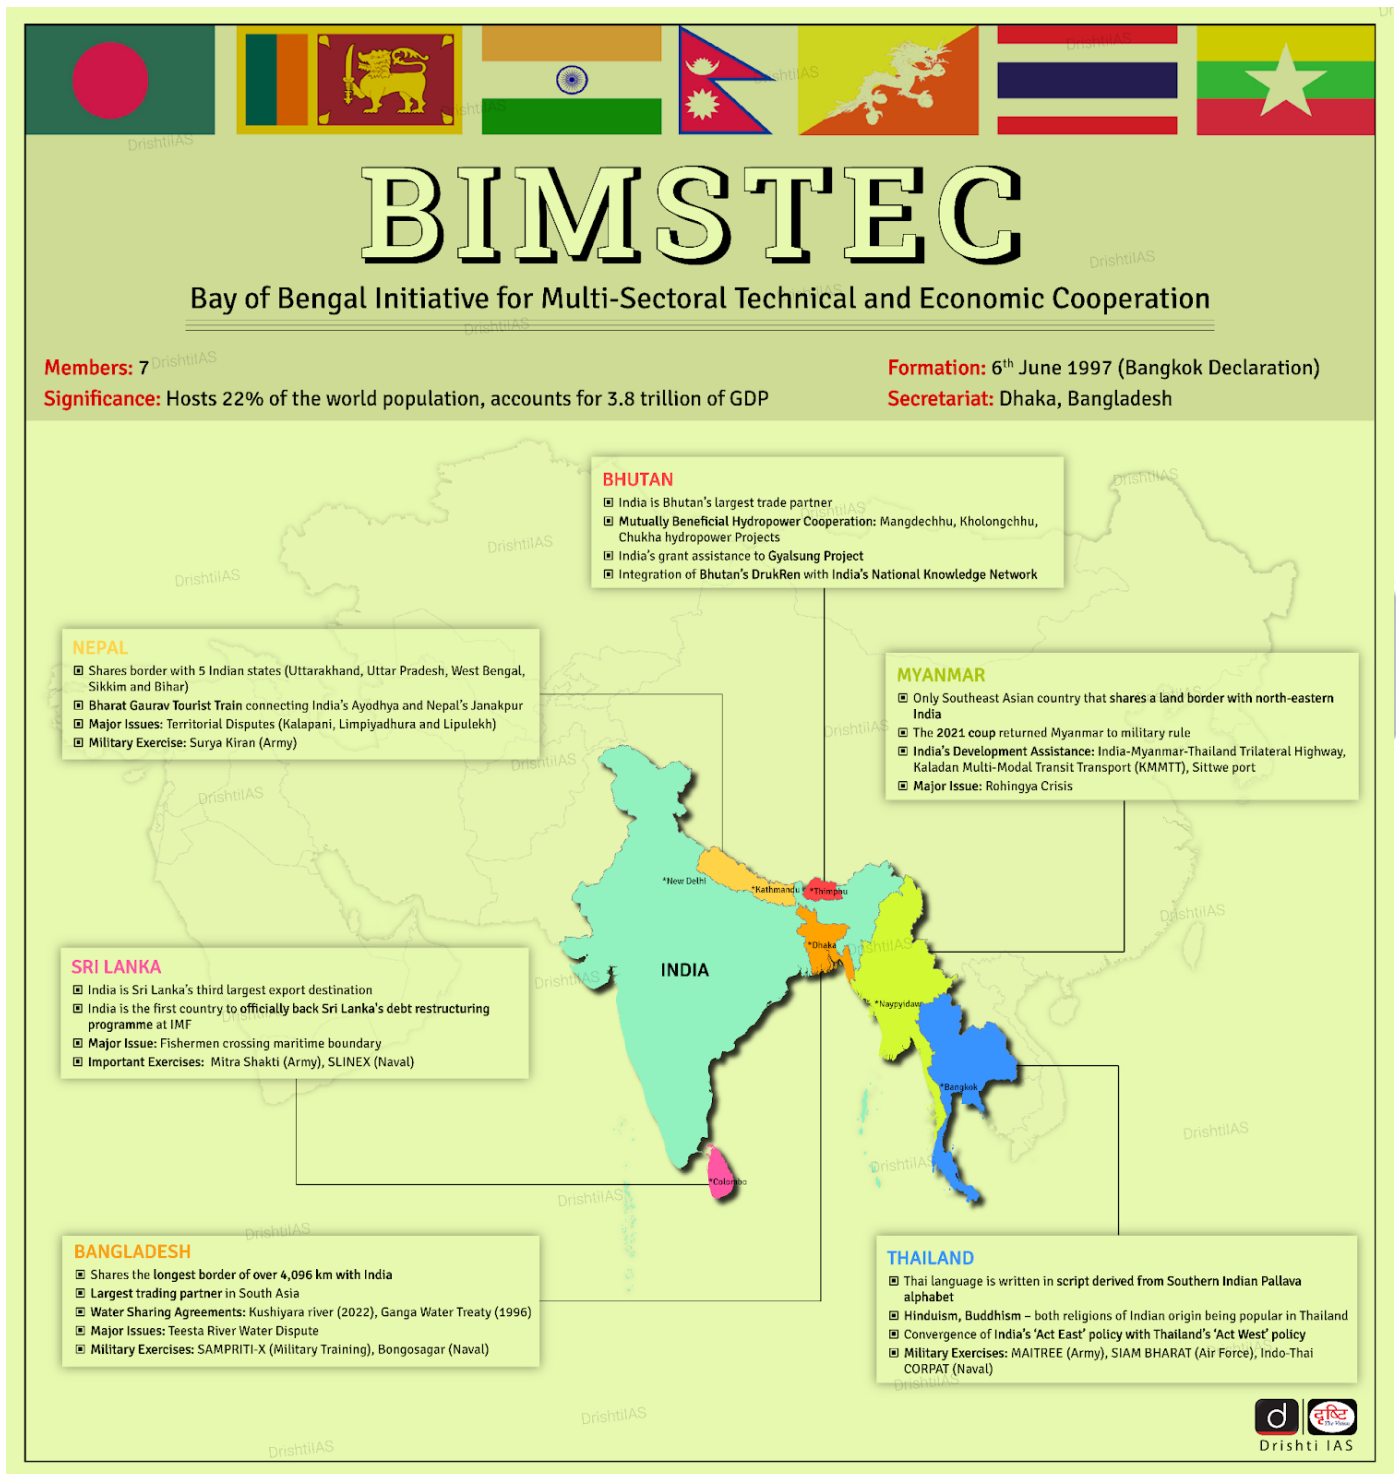 BIMSTEC
Bay of Bengal Initiative for Multi-Sectoral Technical and Economic Cooperation
Members: 7
Significance: Hosts 22% of the world population, accounts for 3.8 trillion of GDP
Formation: 6th June 1997 (Bangkok Declaration)
Secretariat: Dhaka, Bangladesh
BHUTAN
India is Bhutan's largest trade partner
Mutually Beneficial Hydropower Cooperation: Mangdechhu, Kholongchhu,
Chukha hydropower Projects
India's grant assistance to Gyalsung Project
Integration of Bhutan's DrukRen with India's National Knowledge Network
NEPAL
Shares border with 5 Indian states (Uttarakhand, Uttar Pradesh, West Bengal,
Sikkim and Bihar)
Bharat Gaurav Tourist Train connecting India's Ayodhya and Nepal's Janakpur
Major Issues: Territorial Disputes (Kalapani, Limpiyadhura and Lipulekh)
Military Exercise: Surya Kiran (Army)
MYANMAR
Only Southeast Asian country that shares a land border with north-eastern
India
The 2021 coup returned Myanmar to military rule
India's Development Assistance: India-Myanmar-Thailand Trilateral Highway,
Kaladan Multi-Modal Transit Transport (KMMTT), Sittwe port
Major Issue: Rohingya Crisis
*New Delhi
*Kathmandu
*Thimphu
*Dhaka
INDIA
*Naypyidaw
*Bangkok
*Colombo
SRI LANKA
India is Sri Lanka's third largest export destination
India is the first country to officially back Sri Lanka's debt restructuring
programme at IMF
Major Issue: Fishermen crossing maritime boundary
Important Exercises: Mitra Shakti (Army), SLINEX (Naval)
BANGLADESH
Shares the longest border of over 4,096 km with India
Largest trading partner in South Asia
Water Sharing Agreements: Kushiyara river (2022), Ganga Water Treaty (1996)
Major Issues: Teesta River Water Dispute
Military Exercises: SAMPRITI-X (Military Training), Bongosagar (Naval)
THAILAND
Thai language is written in script derived from Southern Indian Pallava
alphabet
Hinduism, Buddhism – both religions of Indian origin being popular in Thailand
Convergence of India's 'Act East' policy with Thailand's 'Act West' policy
Military Exercises: MAITREE (Army), SIAM BHARAT (Air Force), Indo-Thai
CORPAT (Naval)
d
दृष्टि
The Vision
Drishti IAS
DrishtiIAS